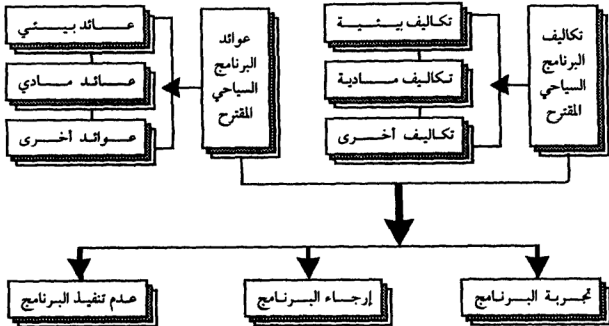 تكاليف
البرنامج
السياحي
المقترح
تكاليف بيئية
تكاليف مادية
تكاليف أخرى
عوائد
البرنامج
السياحي
المقترح
عائد بيئي
عائد مادي
عوائد أخرى
تجربة البرنامج
إرجاء البرنامج
عدم تنفيذ البرنامج